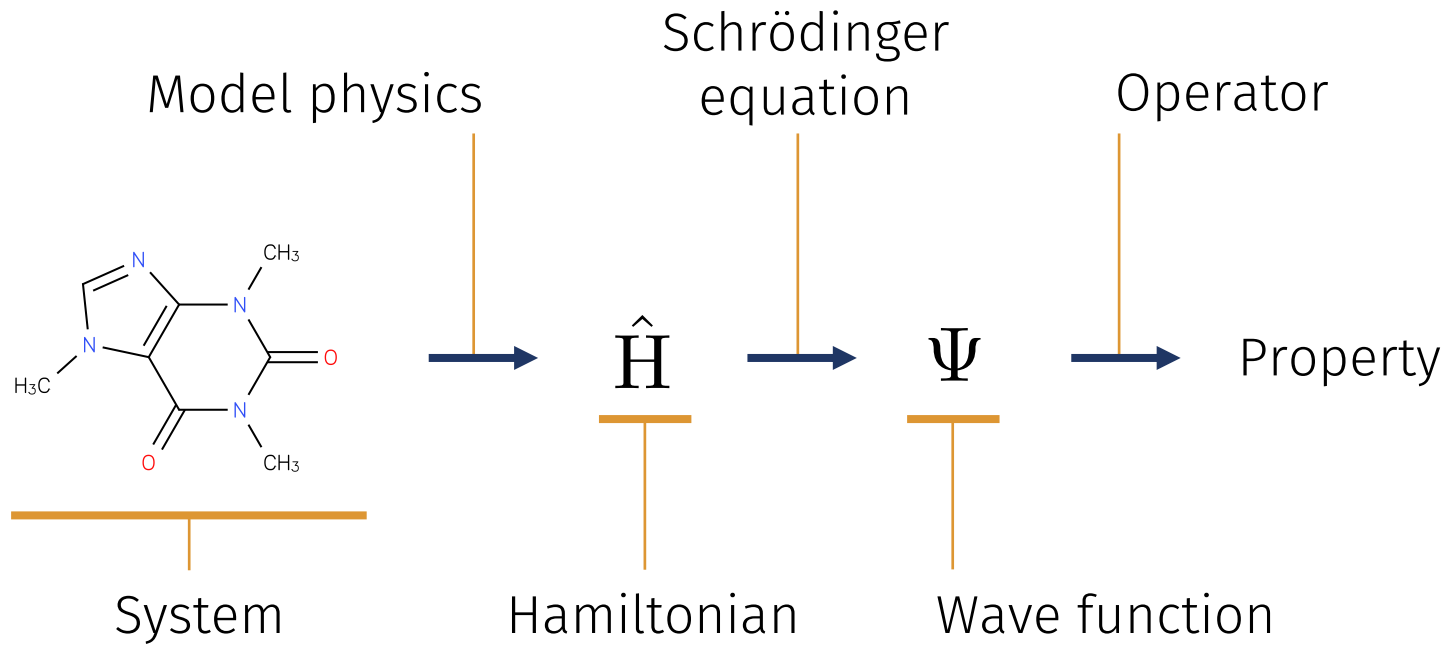 Schrödinger
equation
Model physics
Operator
N
CH₃
N
N
O
H₃C
N
O
CH₃
Ĥ
Ψ
Property
System
Hamiltonian
Wave function